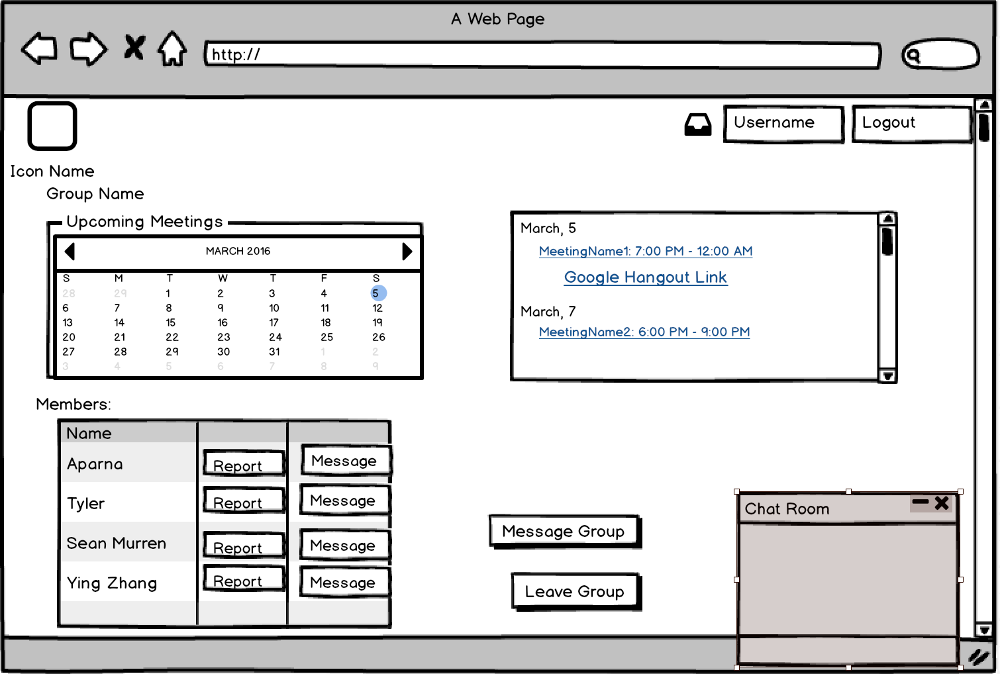 A Web Page
http://
Username
Logout
Icon Name
Group Name
Upcoming Meetings
MARCH 2016
S M T W T F S
28 29 1 2 3 4 5
6 7 8 9 10 11 12
13 14 15 16 17 18 19
20 21 22 23 24 25 26
27 28 29 30 31 1 2
3 4 5 6 7 8 9
March, 5
MeetingName1: 7:00 PM - 12:00 AM
Google Hangout Link
March, 7
MeetingName2: 6:00 PM - 9:00 PM
Members:
Name
Aparna Report Message
Tyler Report Message
Sean Murren Report Message
Ying Zhang Report Message
Message Group
Leave Group
Chat Room